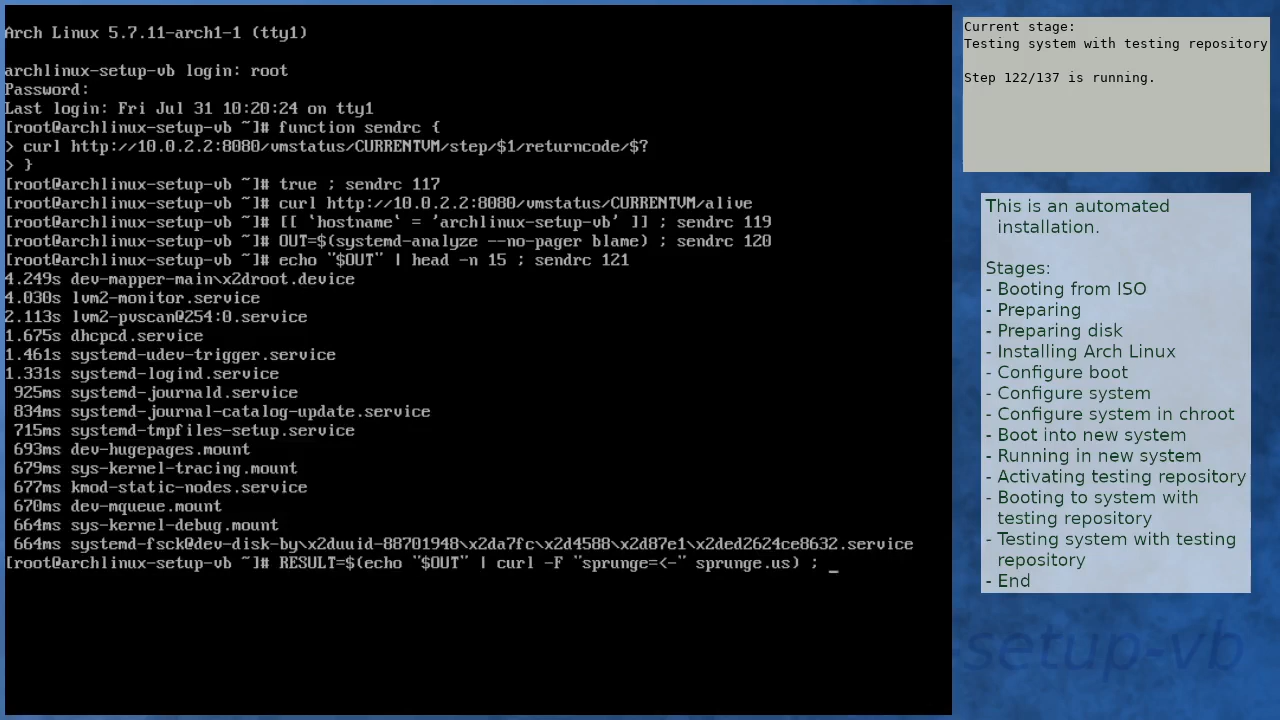 Arch Linux 5.7.11-arch1-1 (tty1)
archlinux-setup-vb login: root
Password:
Last login: Fri Jul 31 10:20:24 on tty1
[root@archlinux-setup-vb ~]# function sendrc {
> curl http://10.0.2.2:8080/vmstatus/CURRENTVM/step/$1/returncode/$?
> }
[root@archlinux-setup-vb ~]# true ; sendrc 117
[root@archlinux-setup-vb ~]# curl http://10.0.2.2:8080/vmstatus/CURRENTVM/alive
[root@archlinux-setup-vb ~]# [[ `hostname` = 'archlinux-setup-vb' ]] ; sendrc 119
[root@archlinux-setup-vb ~]# OUT=$(systemd-analyze --no-pager blame) ; sendrc 120
[root@archlinux-setup-vb ~]# echo "$OUT" | head -n 15 ; sendrc 121
4.249s dev-mapper-main\x2droot.device
4.030s lvm2-monitor.service
2.113s lvm2-pvscan@254:0.service
1.675s dhcpcd.service
1.461s systemd-udev-trigger.service
1.331s systemd-logind.service
925ms systemd-journald.service
834ms systemd-journal-catalog-update.service
715ms systemd-tmpfiles-setup.service
693ms dev-hugepages.mount
679ms sys-kernel-tracing.mount
677ms kmod-static-nodes.service
670ms dev-mqueue.mount
664ms sys-kernel-debug.mount
664ms systemd-fsck@dev-disk-by\x2duuid-88701948\x2da7fc\x2d4588\x2d87e1\x2ded2624ce8632.service
[root@archlinux-setup-vb ~]# RESULT=$(echo "$OUT" | curl -F "sprunge=<-" sprunge.us) ; _
Current stage:
Testing system with testing repository
Step 122/137 is running.
This is an automated
installation.
Stages:
- Booting from ISO
- Preparing
- Preparing disk
- Installing Arch Linux
- Configure boot
- Configure system
- Configure system in chroot
- Boot into new system
- Running in new system
- Activating testing repository
- Booting to system with
testing repository
- Testing system with testing
repository
- End
setup-vb